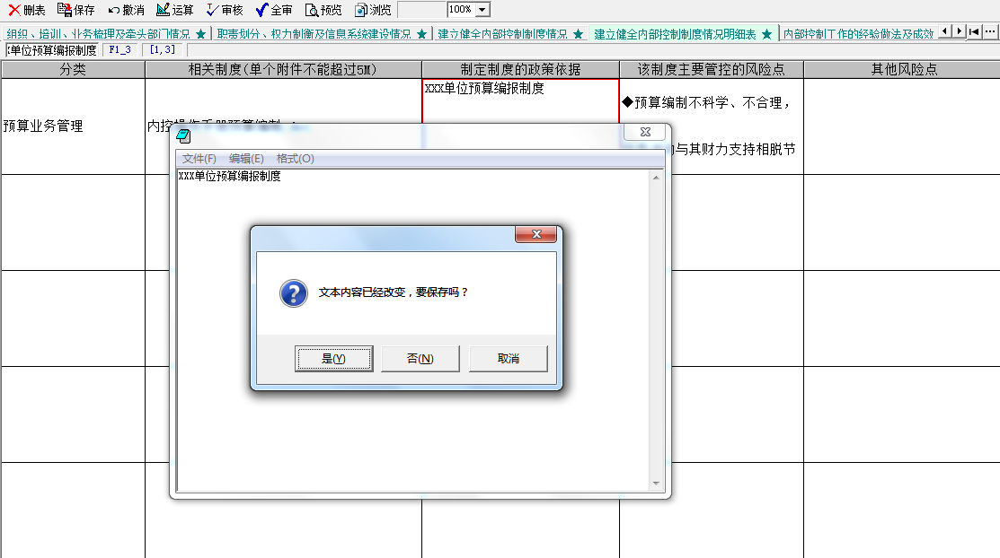 删表 保存 撤消 运算 审核 全审 预览 浏览 100%
组织、培训、业务梳理及牵头部门情况 ★ 职责划分、权力制衡及信息系统建设情况 ★ 建立健全内部控制制度情况 ★ 建立健全内部控制制度情况明细表 ★ 内部控制工作的经验做法及成效
单位预算编报制度 F1_3 [1,3]
分类 相关制度(单个附件不能超过5M) 制定制度的政策依据 该制度主要管控的风险点 其他风险点
XXX单位预算编报制度
◆预算编制不科学、不合理，
预算业务管理 内控操作手册预算编制
与其财力支持相脱节
文件(F) 编辑(E) 格式(O)
XXX单位预算编报制度
文本内容已经改变，要保存吗？
是(Y) 否(N) 取消